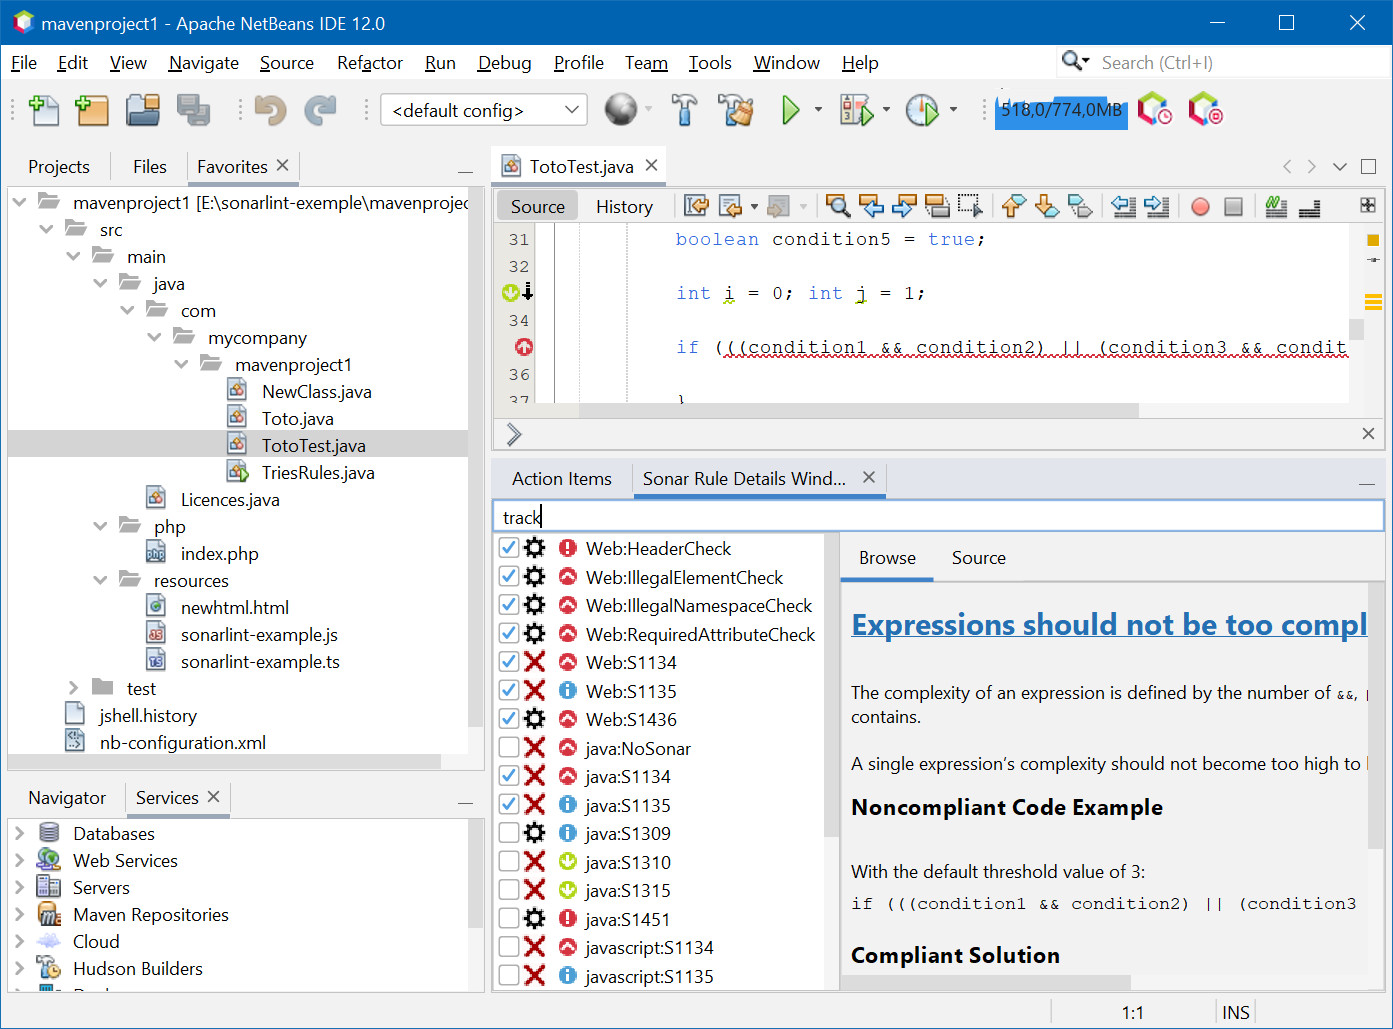 mavenproject1 - Apache NetBeans IDE 12.0
File Edit View Navigate Source Refactor Run Debug Profile Team Tools Window Help Search (Ctrl+I)
<default config> 518,0/774,0MB
Projects Files Favorites
mavenproject1 [E:\sonarlint-exemple\mavenprojec
src
main
java
com
mycompany
mavenproject1
NewClass.java
Toto.java
TotoTest.java
TriesRules.java
Licences.java
php
index.php
resources
newhtml.html
sonarlint-example.js
sonarlint-example.ts
test
jshell.history
nb-configuration.xml
Navigator Services
Databases
Web Services
Servers
Maven Repositories
Cloud
Hudson Builders
TotoTest.java
Source History
31 boolean condition5 = true;
32
int i = 0; int j = 1;
34
if (((condition1 && condition2) || (condition3 && condit
36
37 }
Action Items Sonar Rule Details Wind...
track
Web:HeaderCheck
Web:IllegalElementCheck
Web:IllegalNamespaceCheck
Web:RequiredAttributeCheck
Web:S1134
Web:S1135
Web:S1436
java:NoSonar
java:S1134
java:S1135
java:S1309
java:S1310
java:S1315
java:S1451
javascript:S1134
javascript:S1135
Browse Source
Expressions should not be too compl
The complexity of an expression is defined by the number of &&,
contains.
A single expression's complexity should not become too high to
Noncompliant Code Example
With the default threshold value of 3:
if (((condition1 && condition2) || (condition3
Compliant Solution
1:1 INS